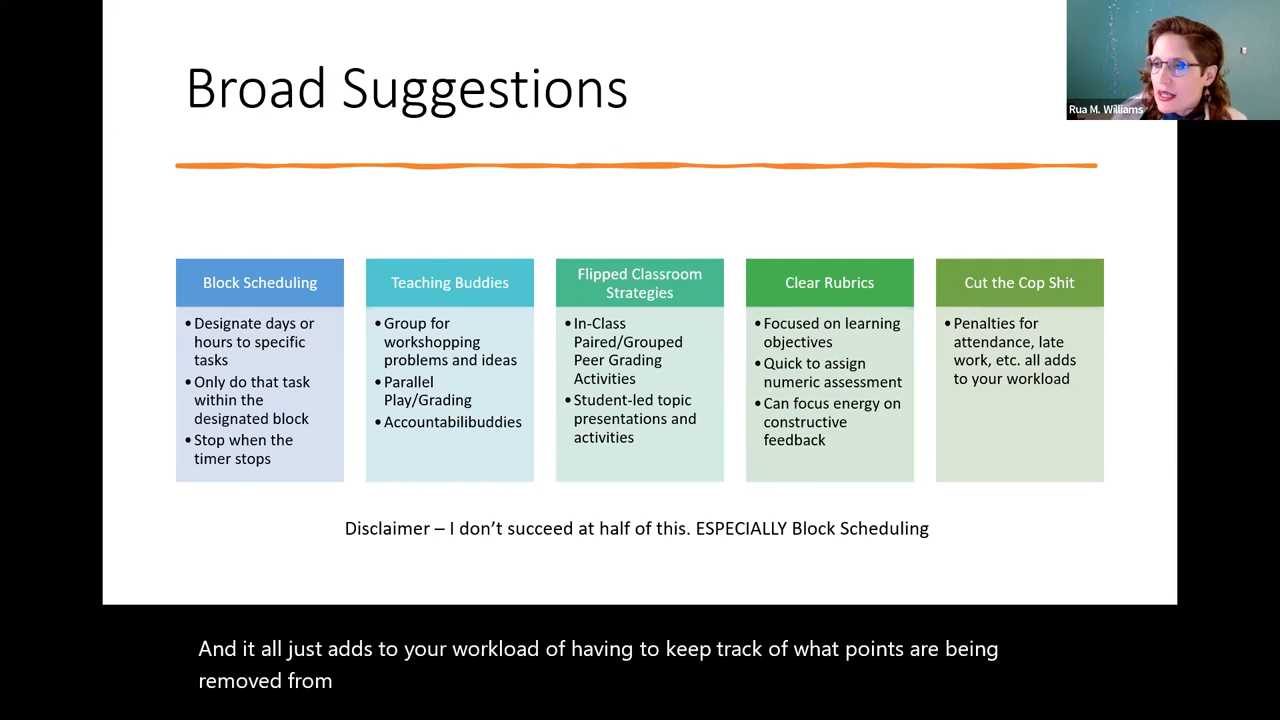 Broad Suggestions
Rua M. Williams
Block Scheduling
• Designate days or
hours to specific
tasks
• Only do that task
within the
designated block
• Stop when the
timer stops
Teaching Buddies
• Group for
workshopping
problems and ideas
• Parallel
Play/Grading
• Accountabilibuddies
Flipped Classroom
Strategies
• In-Class
Paired/Grouped
Peer Grading
Activities
• Student-led topic
presentations and
activities
Clear Rubrics
• Focused on learning
objectives
• Quick to assign
numeric assessment
• Can focus energy on
constructive
feedback
Cut the Cop Shit
• Penalties for
attendance, late
work, etc. all adds
to your workload
Disclaimer – I don’t succeed at half of this. ESPECIALLY Block Scheduling
And it all just adds to your workload of having to keep track of what points are being
removed from